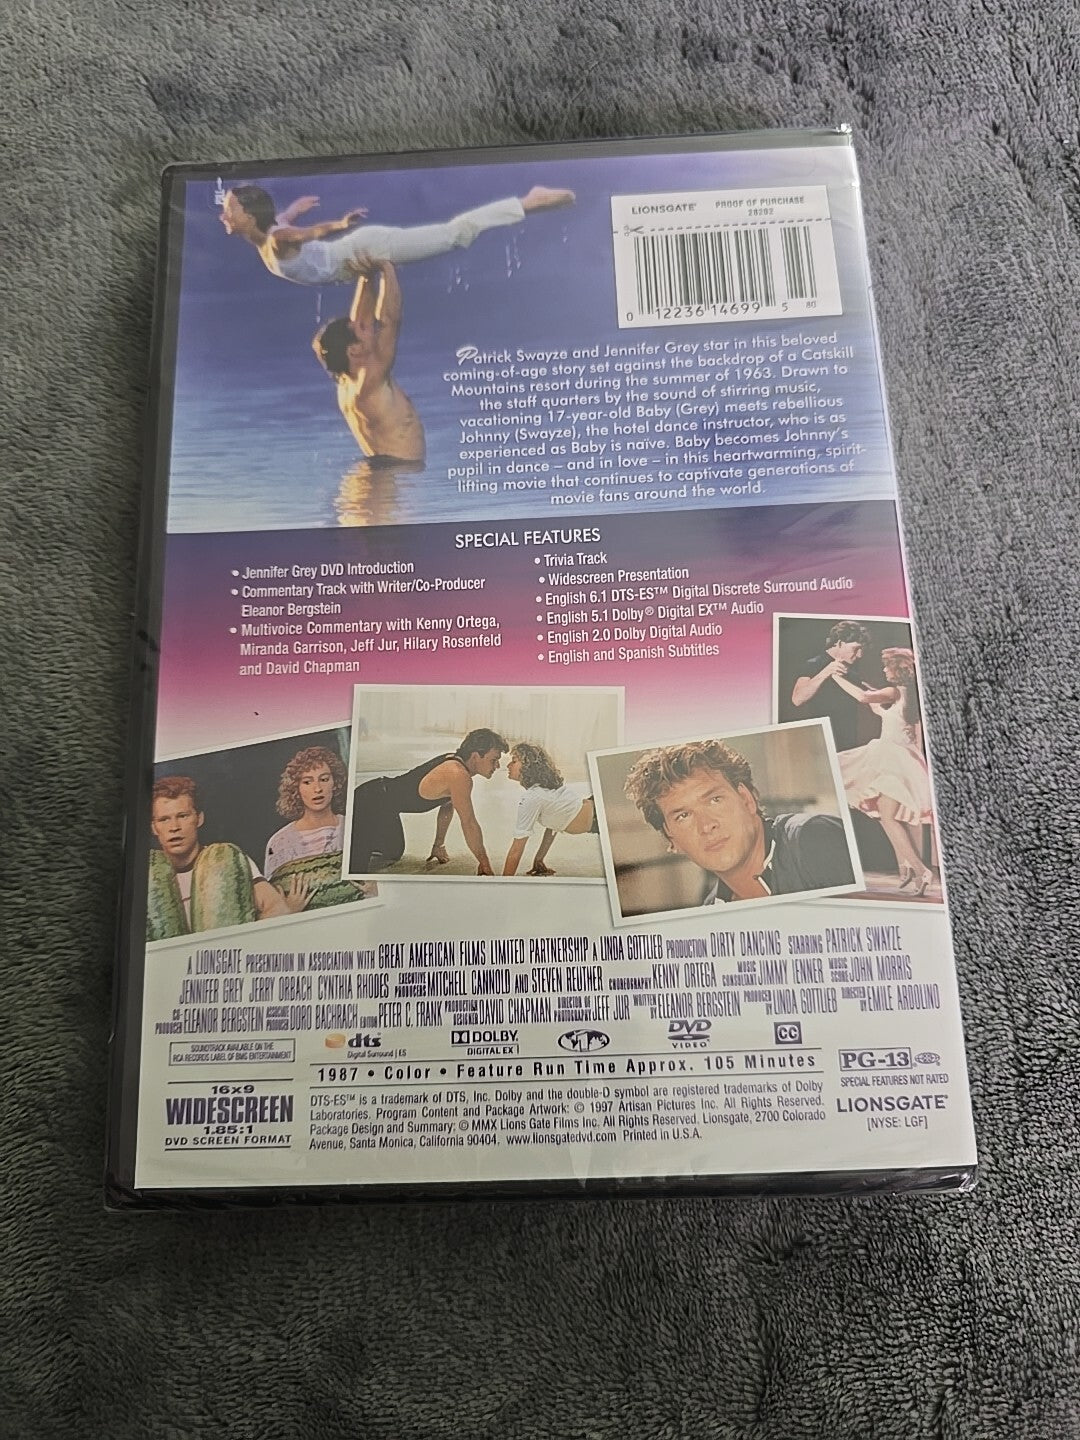 LIONSGATE® PROOF OF PURCHASE
28292
0 12236 14699 5 80
Patrick Swayze and Jennifer Grey star in this beloved
coming-of-age story set against the backdrop of a Catskill
Mountains resort during the summer of 1963. Drawn to
the staff quarters by the sound of stirring music,
vacationing 17-year-old Baby (Grey) meets rebellious
Johnny (Swayze), the hotel dance instructor, who is as
experienced as Baby is naïve. Baby becomes Johnny's
pupil in dance – and in love – in this heartwarming, spirit-
lifting movie that continues to captivate generations of
movie fans around the world.
SPECIAL FEATURES
• Jennifer Grey DVD Introduction
• Commentary Track with Writer/Co-Producer
Eleanor Bergstein
• Multivoice Commentary with Kenny Ortega,
Miranda Garrison, Jeff Jur, Hilary Rosenfeld
and David Chapman
• Trivia Track
• Widescreen Presentation
• English 6.1 DTS-ES™ Digital Discrete Surround Audio
• English 5.1 Dolby® Digital EX™ Audio
• English 2.0 Dolby Digital Audio
• English and Spanish Subtitles
A LIONSGATE PRESENTATION IN ASSOCIATION WITH GREAT AMERICAN FILMS LIMITED PARTNERSHIP A LINDA GOTTLIEB PRODUCTION DIRTY DANCING STARRING PATRICK SWAYZE
JENNIFER GREY JERRY ORBACH CYNTHIA RHODES EXECUTIVE PRODUCERS MITCHELL CANNOLD AND STEVEN REUTHER CHOREOGRAPHY KENNY ORTEGA MUSIC CONSULTANT JIMMY IENNER MUSIC SCORE JOHN MORRIS
CO-PRODUCER ELEANOR BERGSTEIN ASSOCIATE PRODUCER DORO BACHRACH EDITOR PETER C. FRANK PRODUCTION DESIGNER DAVID CHAPMAN DIRECTOR OF PHOTOGRAPHY JEFF JUR WRITTEN BY ELEANOR BERGSTEIN PRODUCED BY LINDA GOTTLIEB DIRECTED BY EMILE ARDOLINO
SOUNDTRACK AVAILABLE ON THE
RCA RECORDS LABEL OF BMG ENTERTAINMENT
dts
Digital Surround | ES
DOLBY
DIGITAL EX
DVD
VIDEO
CC
1987 • Color • Feature Run Time Approx. 105 Minutes
PG-13
SPECIAL FEATURES NOT RATED
LIONSGATE®
[NYSE: LGF]
16x9
WIDESCREEN
1.85:1
DVD SCREEN FORMAT
DTS-ES™ is a trademark of DTS, Inc. Dolby and the double-D symbol are registered trademarks of Dolby
Laboratories. Program Content and Package Artwork: © 1997 Artisan Pictures Inc. All Rights Reserved.
Package Design and Summary: © MMX Lions Gate Films Inc. All Rights Reserved. Lionsgate, 2700 Colorado
Avenue, Santa Monica, California 90404. www.lionsgatedvd.com Printed in U.S.A.